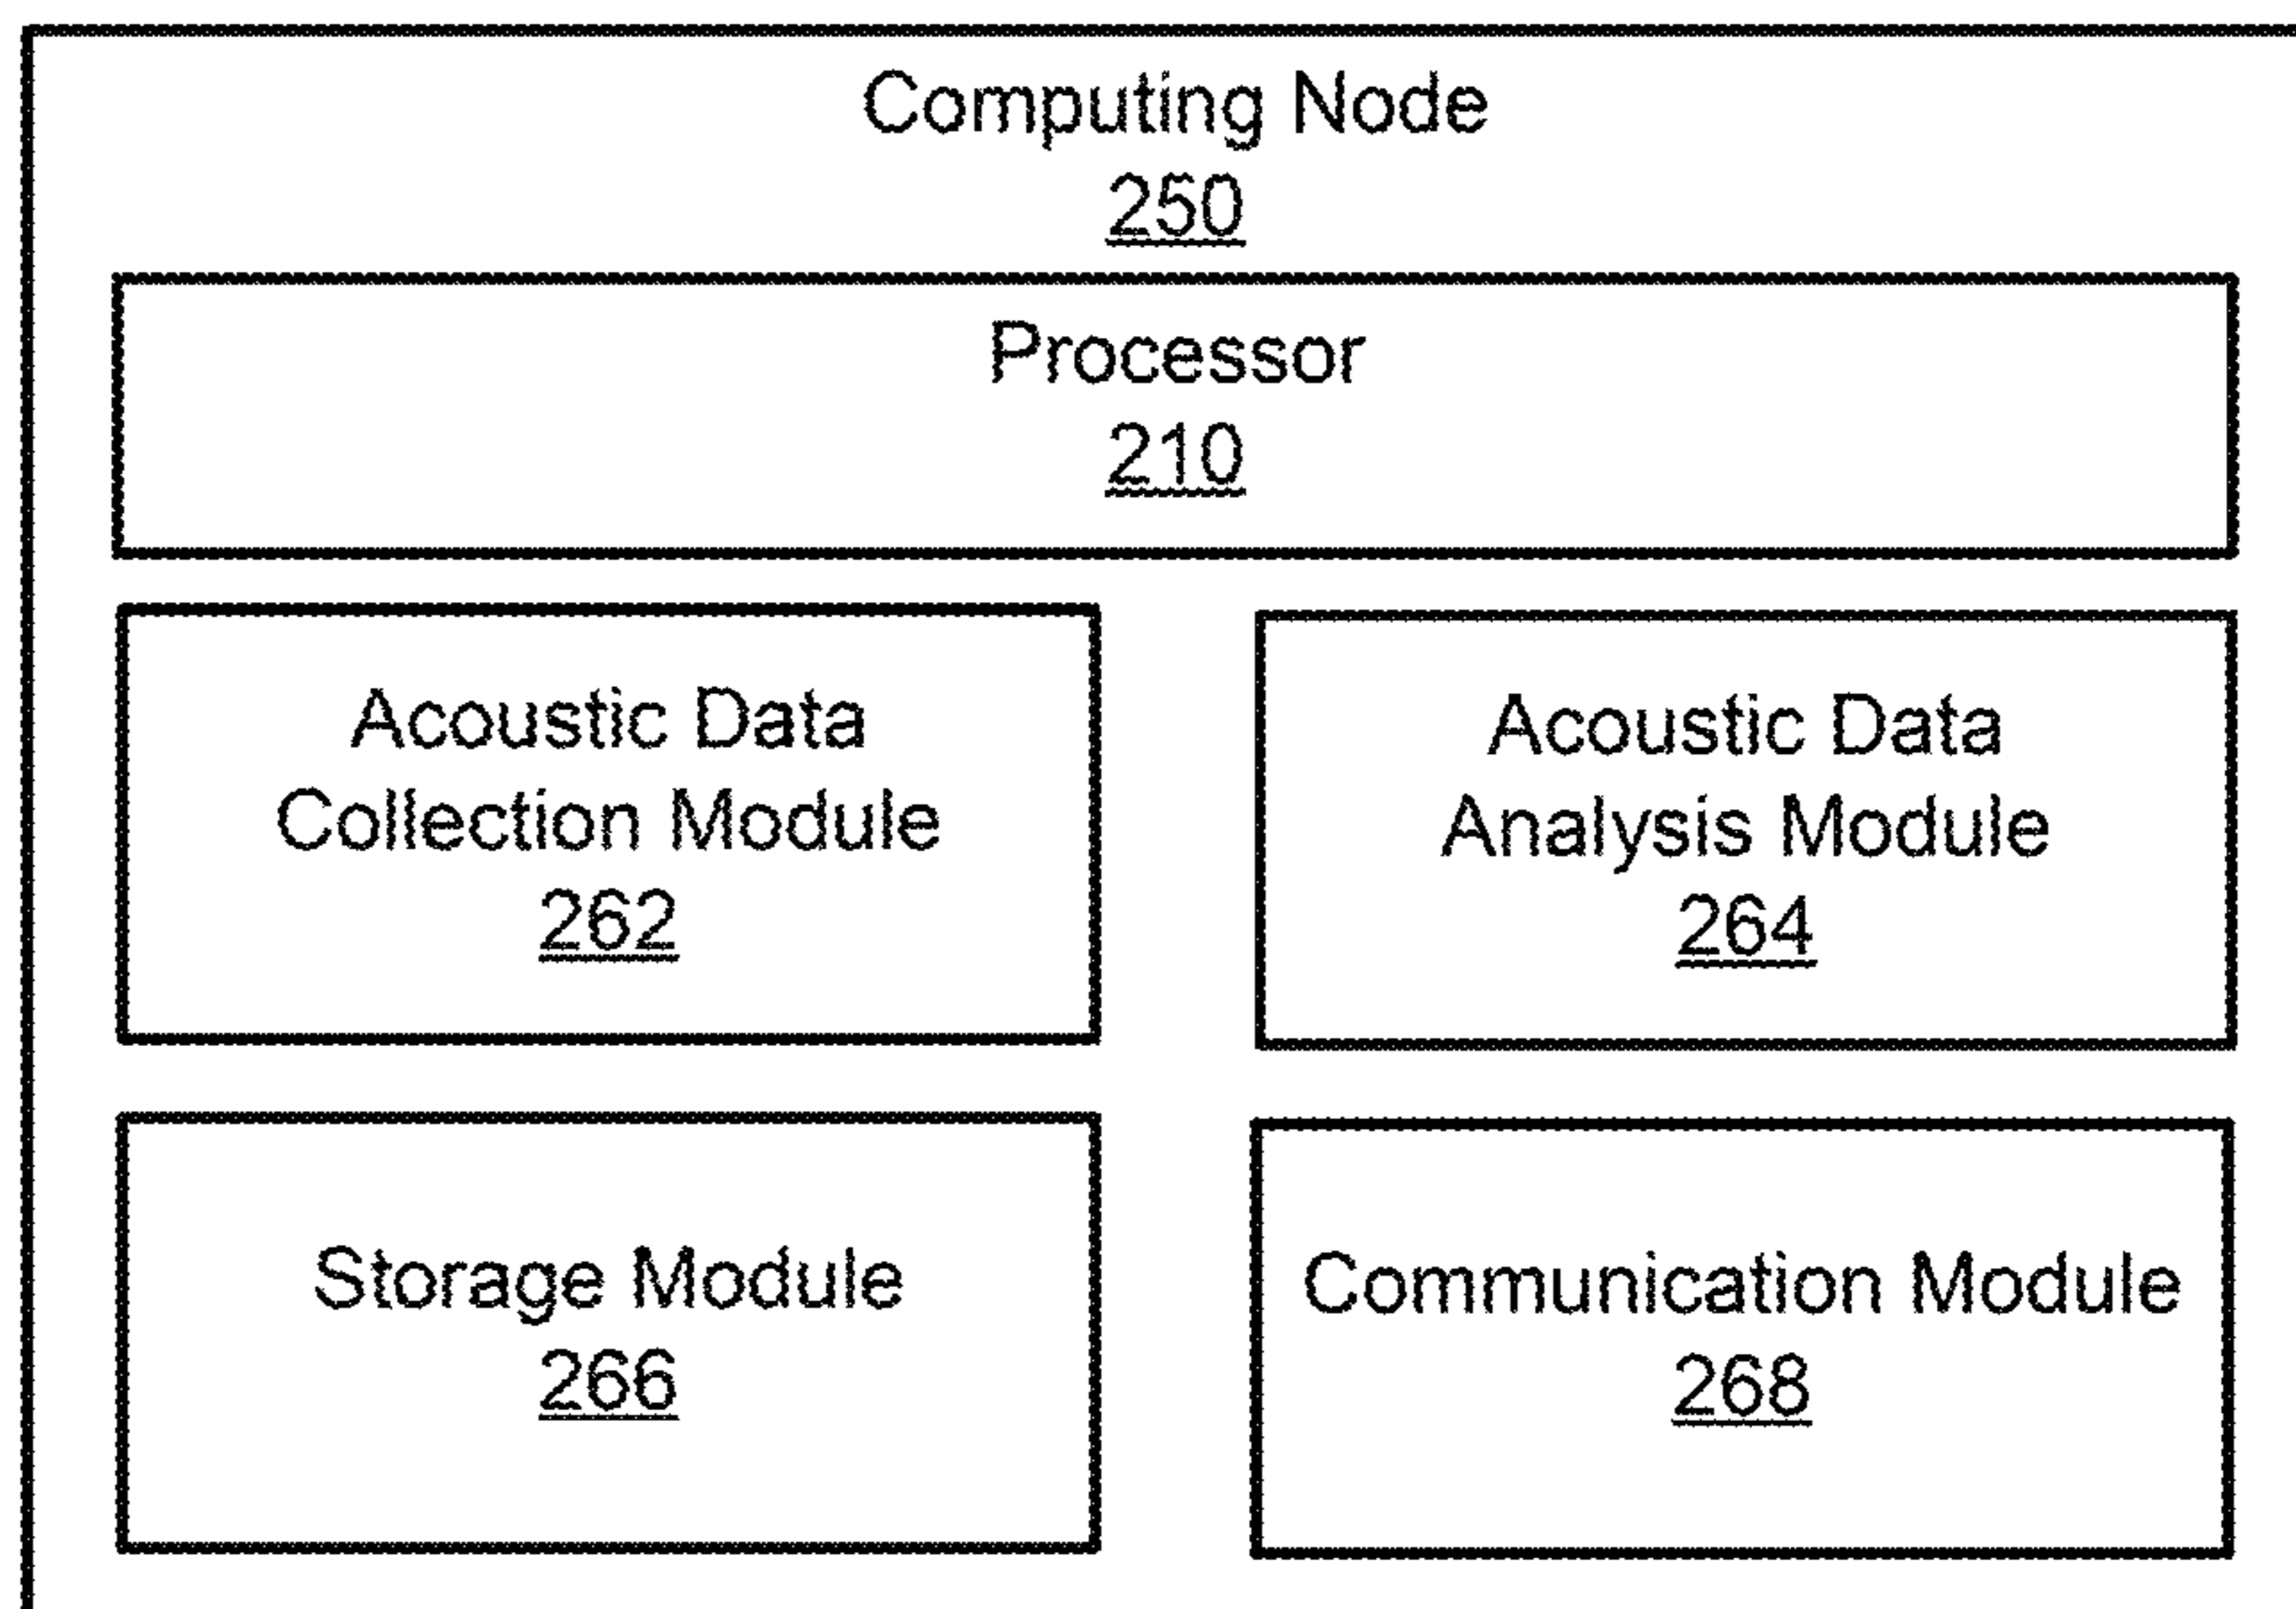 Computing Node
250
Processor
210
Acoustic Data
Collection Module
262
Acoustic Data
Analysis Module
264
Storage Module
266
Communication Module
268